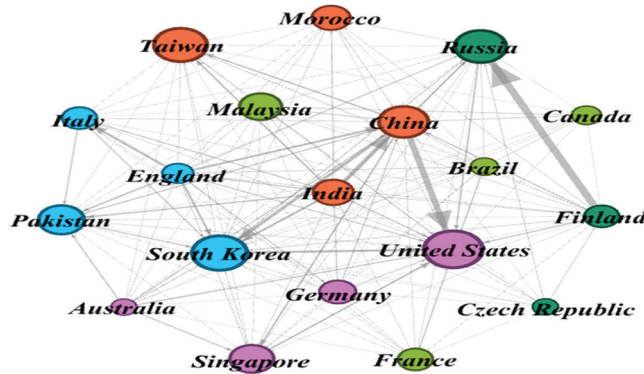 Morocco
Taiwan
Russia
Malaysia
Italy
China
Canada
England
Brazil
India
Pakistan
Finland
South Korea
United States
Germany
Australia
Czech Republic
Singapore
France